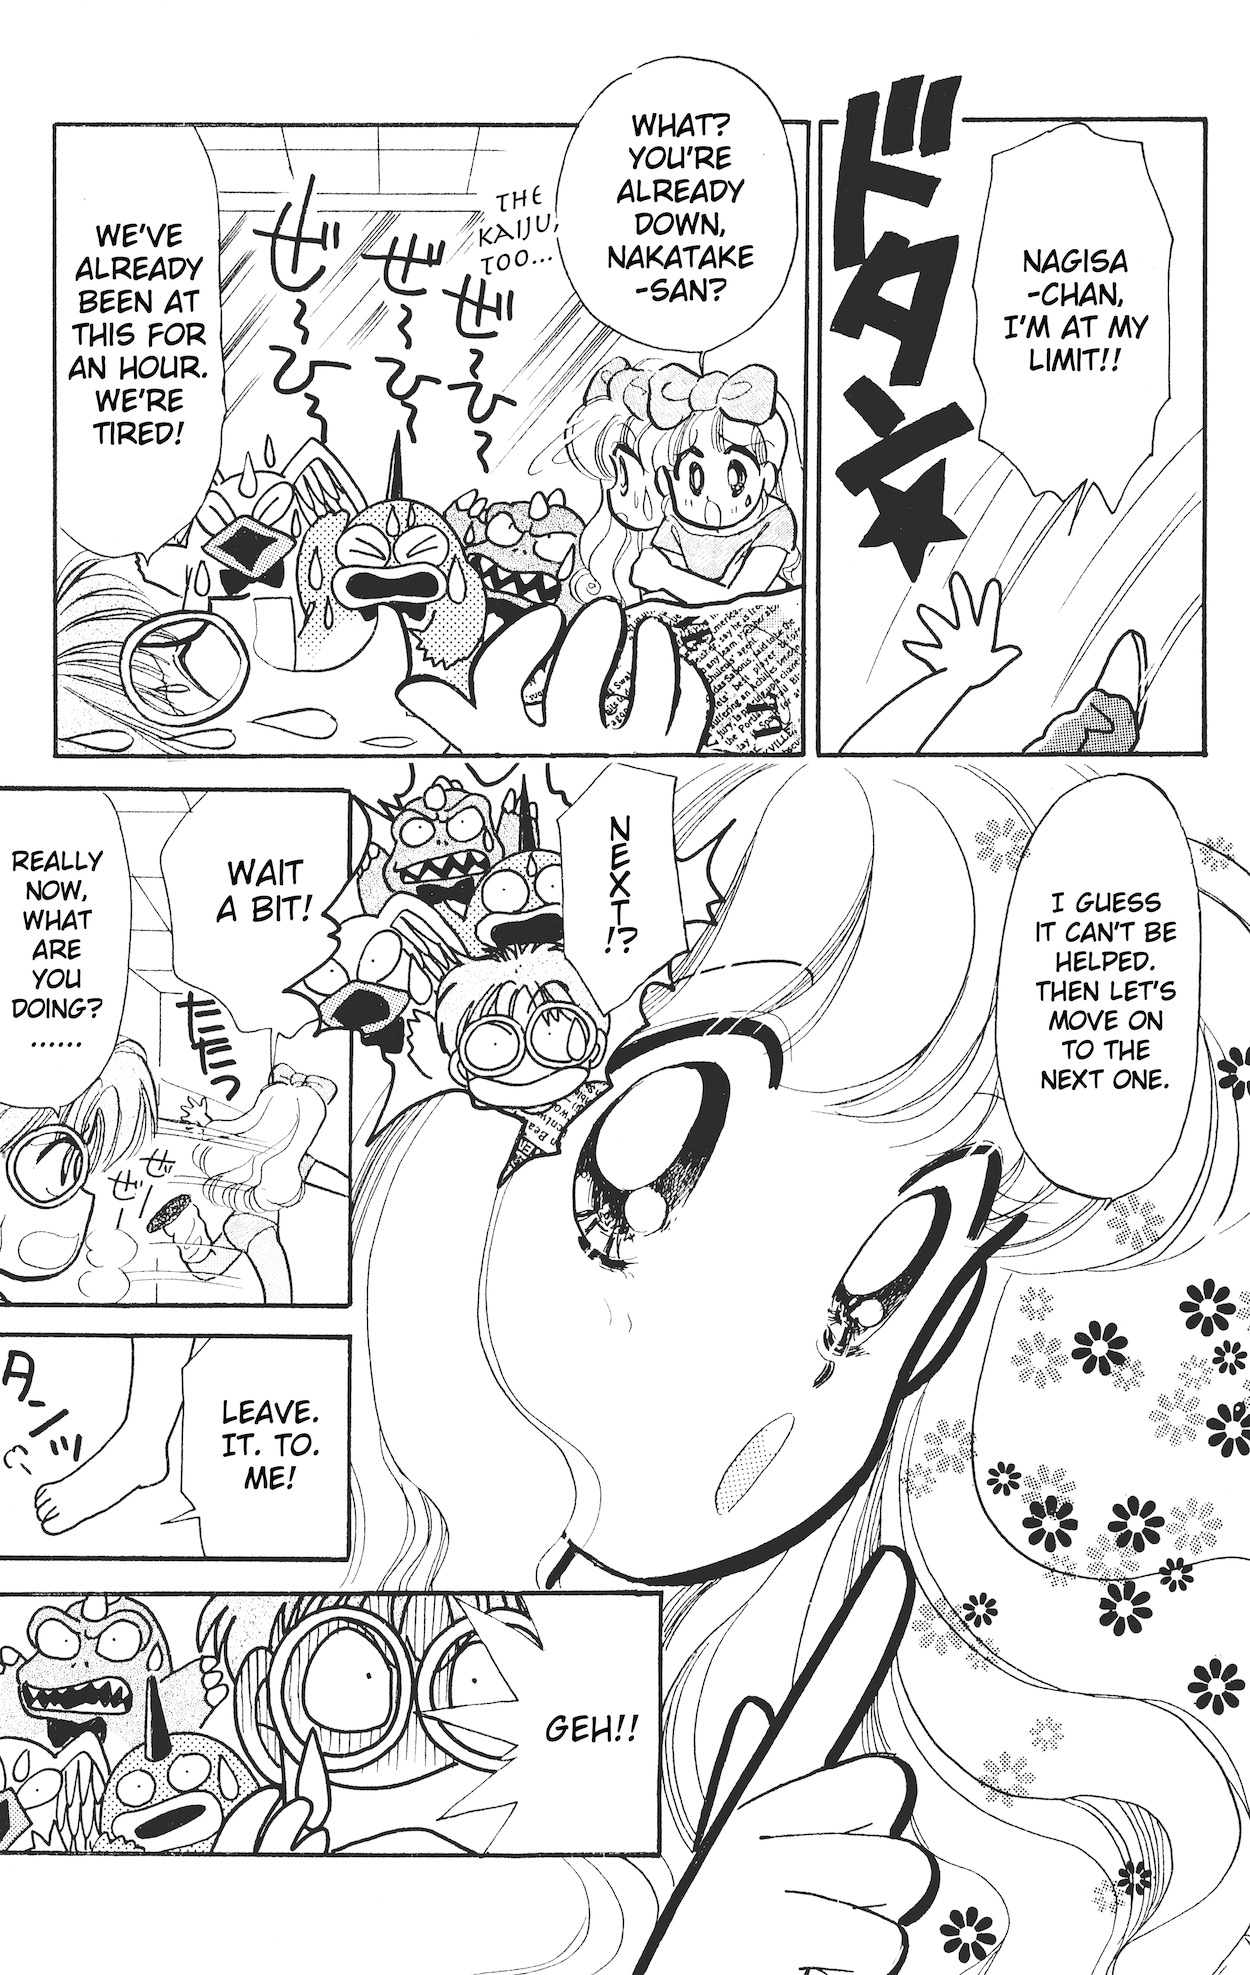 NAGISA
-CHAN,
I'M AT MY
LIMIT!!
ドタン★
WHAT?
YOU'RE
ALREADY
DOWN,
NAKATAKE
-SAN?
THE
KAIJU,
TOO...
ぜ〜ひ〜
ぜ〜ひ〜
ぜ〜ひ〜
WE'VE
ALREADY
BEEN AT
THIS FOR
AN HOUR.
WE'RE
TIRED!
I GUESS
IT CAN'T BE
HELPED.
THEN LET'S
MOVE ON
TO THE
NEXT ONE.
NEXT!?
WAIT
A BIT!
たたたっ
ぜっ
ぜー
REALLY
NOW,
WHAT
ARE
YOU
DOING?
......
LEAVE.
IT. TO.
ME!
GEH!!